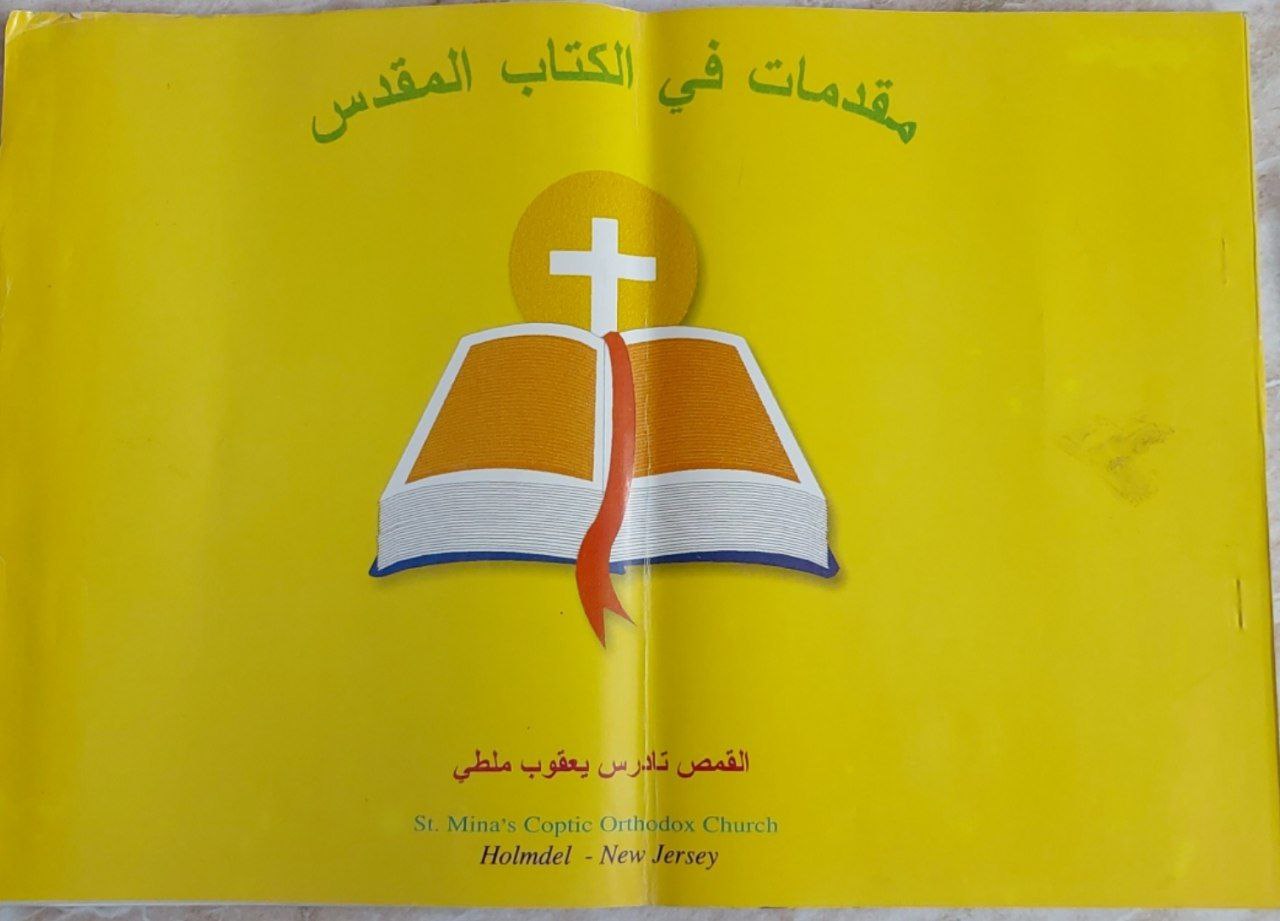 مقدمات في الكتاب المقدس
القمص تادرس يعقوب ملطي
St. Mina's Coptic Orthodox Church
Holmdel - New Jersey